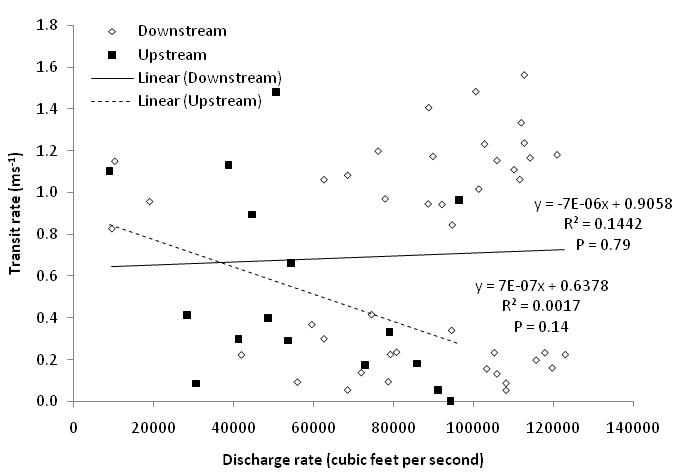 1.8
1.6
1.4
1.2
1.0
0.8
0.6
0.4
0.2
0.0
Transit rate (ms-1)
Downstream
Upstream
Linear (Downstream)
Linear (Upstream)
y = -7E-06x + 0.9058
R² = 0.1442
P = 0.79
y = 7E-07x + 0.6378
R² = 0.0017
P = 0.14
0 20000 40000 60000 80000 100000 120000 140000
Discharge rate (cubic feet per second)